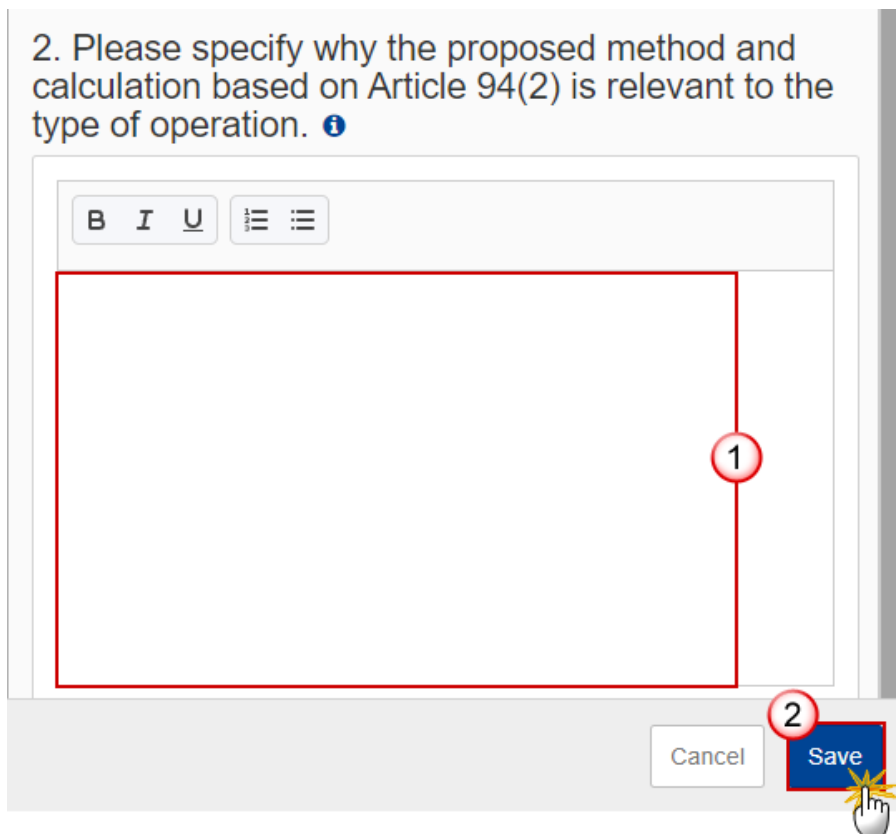 2. Please specify why the proposed method and
calculation based on Article 94(2) is relevant to the
type of operation.
B I U
1
2
Cancel Save